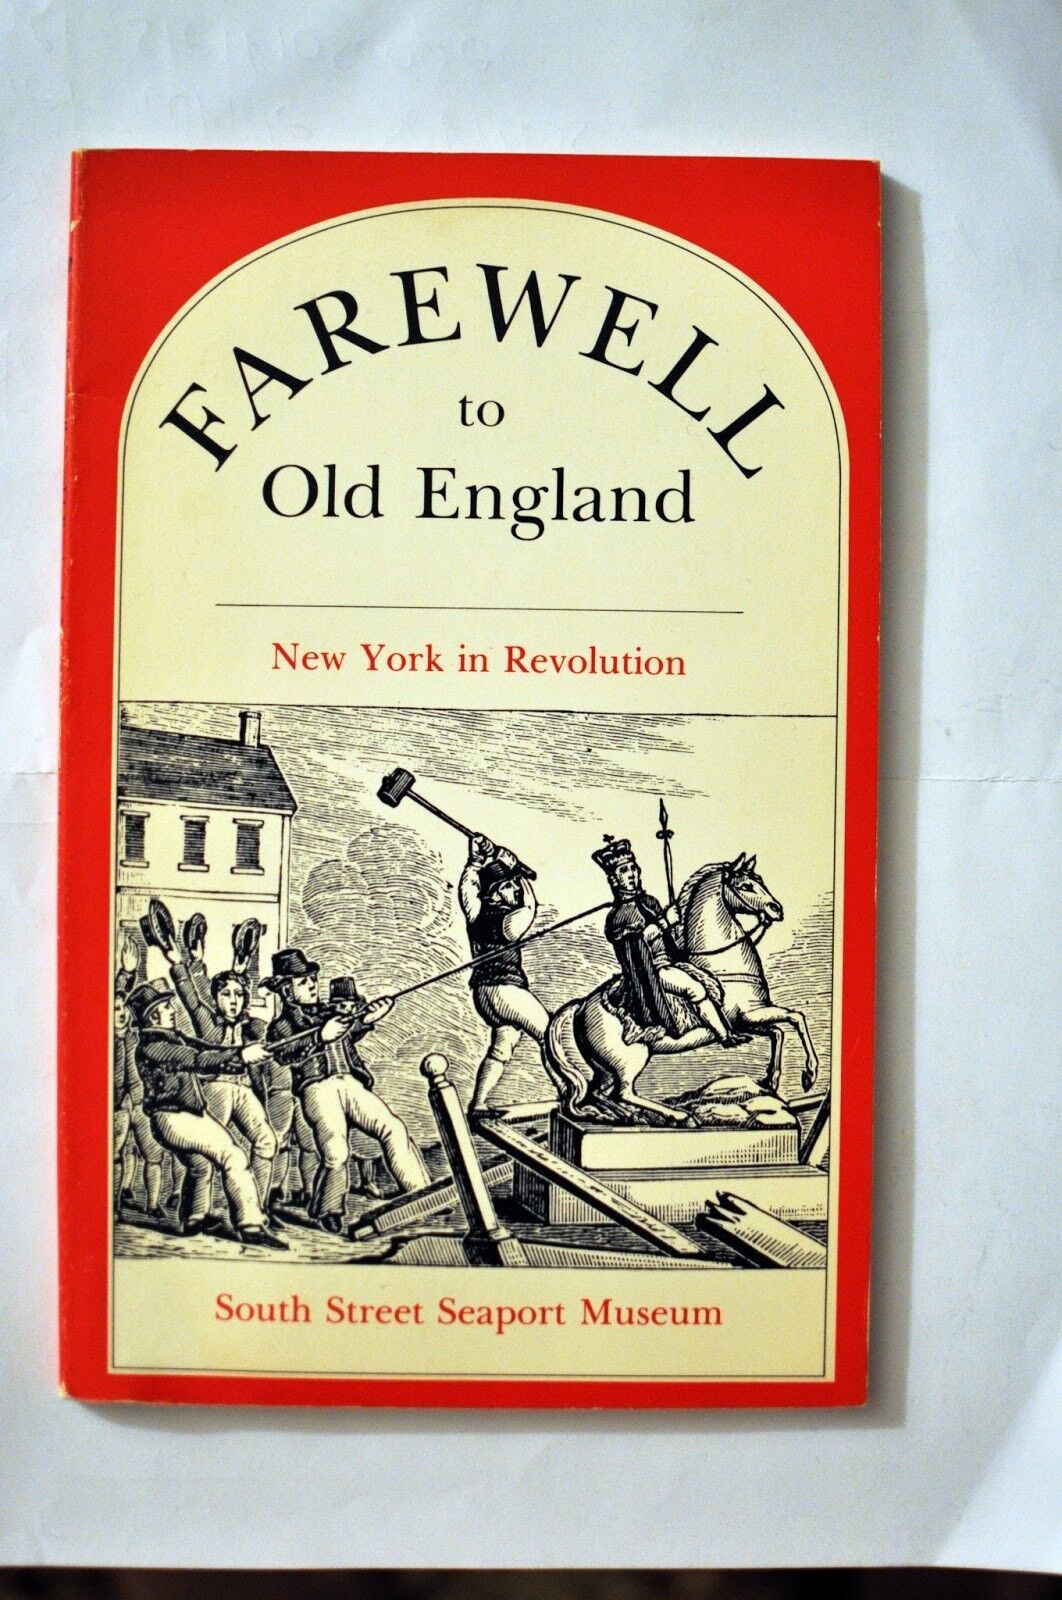 FAREWELL
to
Old England
New York in Revolution
South Street Seaport Museum